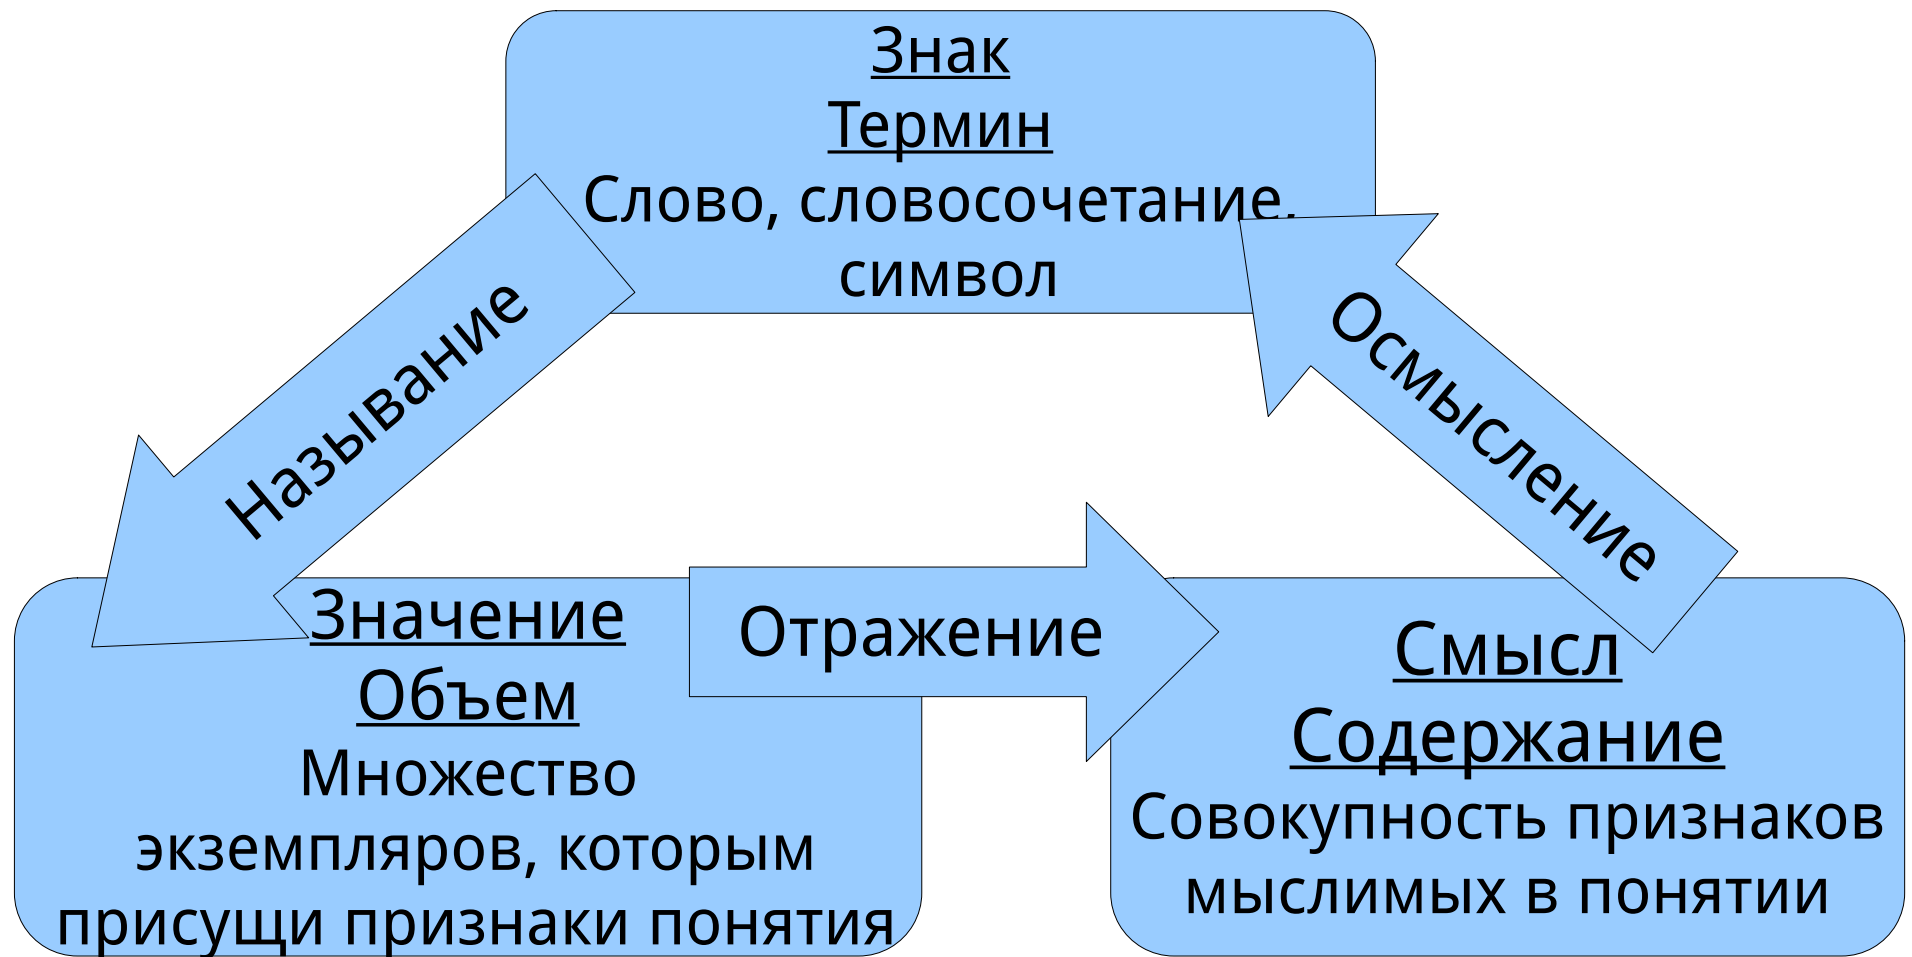 Знак
Термин
Слово, словосочетание,
символ
Называние
Осмысление
Отражение
Значение
Объем
Множество
экземпляров, которым
присущи признаки понятия
Смысл
Содержание
Совокупность признаков
мыслимых в понятии